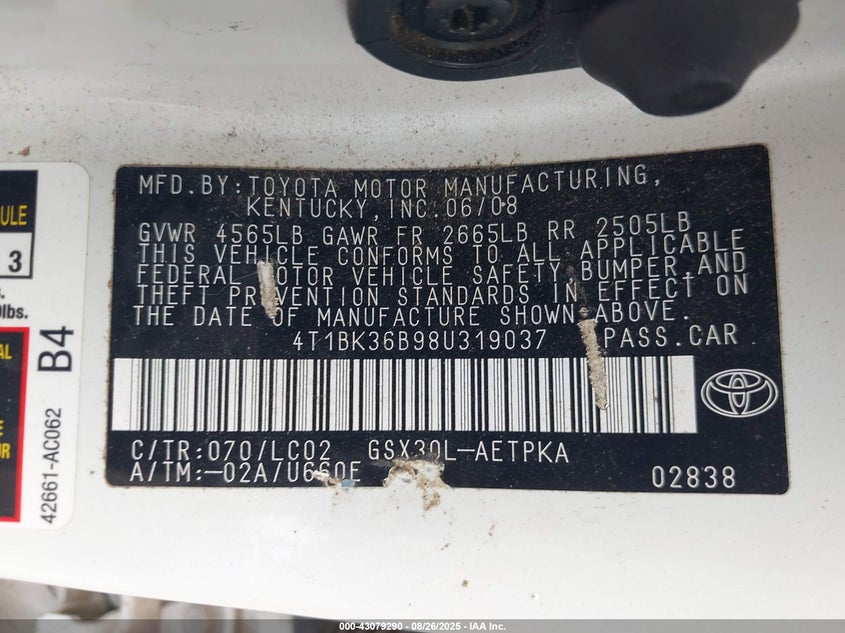 MFD.BY:TOYOTA MOTOR MANUFACTURING,
KENTUCKY,INC.06/08
GVWR 4565LB GAWR FR 2665LB RR 2505LB
THIS VEHICLE CONFORMS TO ALL APPLICABLE
FEDERAL MOTOR VEHICLE SAFETY, BUMPER,AND
THEFT PREVENTION STANDARDS IN EFFECT ON
THE DATE OF MANUFACTURE SHOWN ABOVE.
4T1BK36B98U319037 PASS.CAR
C/TR:070/LC02 GSX30L-AETPKA
A/TM:-02A/U660E
02838
3
lbs.
B4
42661-AC062
000-43079290 - 08/26/2025 - IAA Inc.